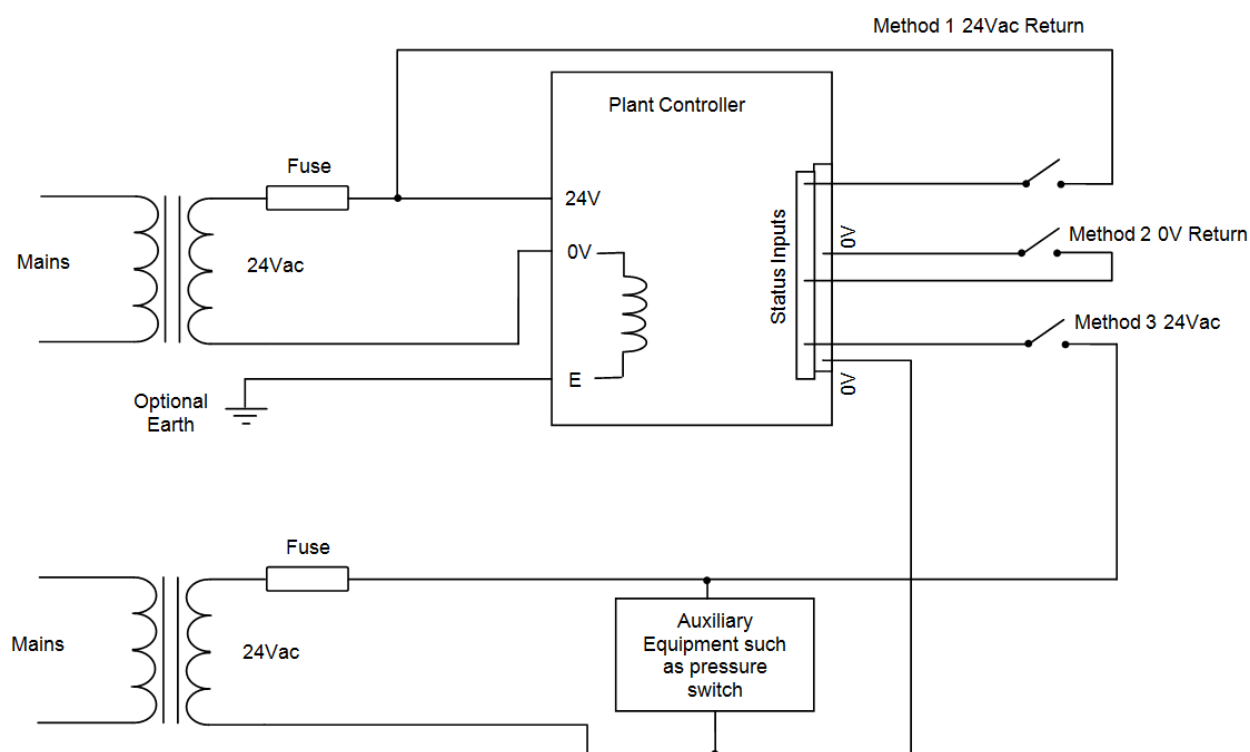 Method 1 24Vac Return
Plant Controller
Fuse
24V
0V
Mains
24Vac
Status Inputs
0V
Method 2 0V Return
Method 3 24Vac
E
0V
Optional
Earth
Fuse
Auxiliary
Equipment such
as pressure
switch
Mains
24Vac